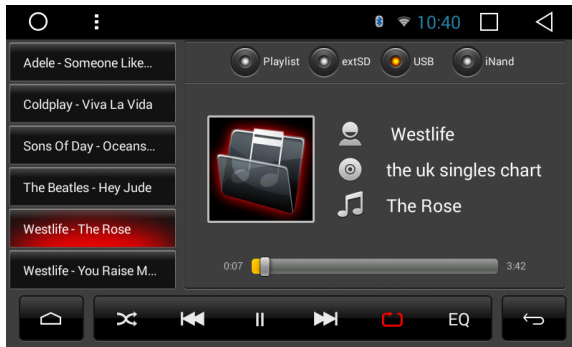 10:40
Adele - Someone Like...
Coldplay - Viva La Vida
Sons Of Day - Oceans...
The Beatles - Hey Jude
Westlife - The Rose
Westlife - You Raise M...
Playlist extSD USB iNand
Westlife
the uk singles chart
The Rose
0:07 3:42
EQ